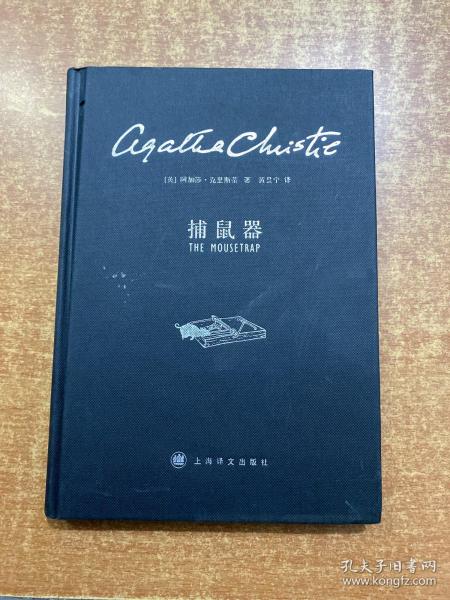 Agatha Christie
[英] 阿加莎·克里斯蒂 著 黄昱宁 译
捕鼠器
THE MOUSETRAP
上海译文出版社
孔夫子旧书网
www.kongfz.com